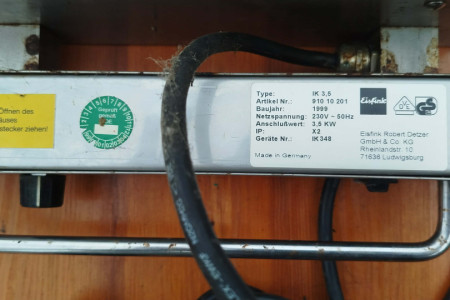 Öffnen des
uses
stecker ziehen!
Geprüft
Type: IK 3,5
Artikel Nr.: 910 10 201
Baujahr: 1999
Netzspannung: 230V ~ 50Hz
Anschlußwert: 3,5 KW
IP: X2
Geräte Nr.: IK348
Made in Germany
Eisfink
Eisfink Robert Detzer
GmbH & Co. KG
Rheinlandstr. 10
71636 Ludwigsburg